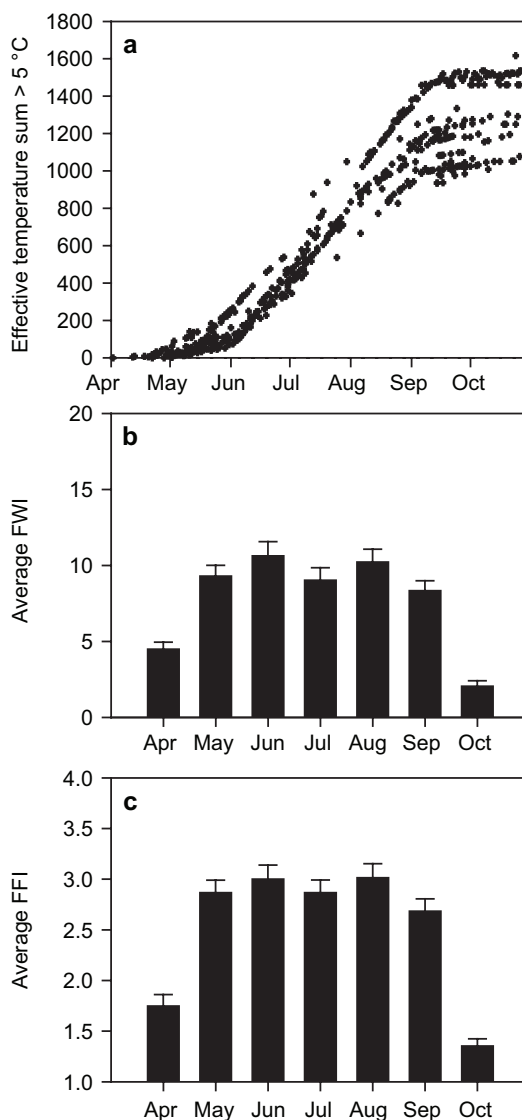 a
Effective temperature sum > 5 °C
1800
1600
1400
1200
1000
800
600
400
200
0
Apr May Jun Jul Aug Sep Oct
b
Average FWI
20
15
10
5
0
Apr May Jun Jul Aug Sep Oct
c
Average FFI
4.0
3.5
3.0
2.5
2.0
1.5
1.0
Apr May Jun Jul Aug Sep Oct